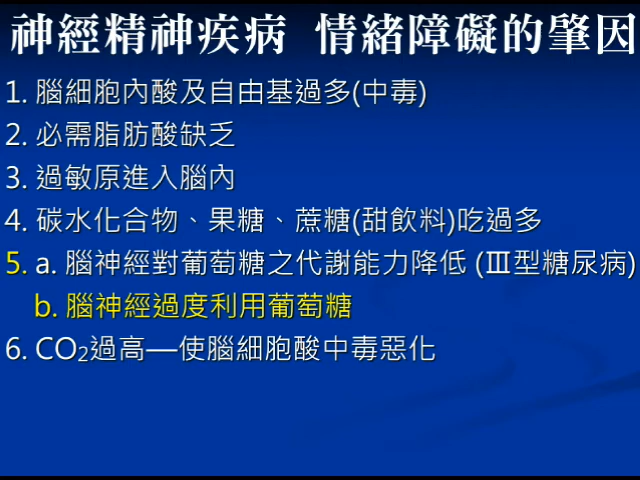 神經精神疾病 情緒障礙的肇因
1. 腦細胞內酸及自由基過多(中毒)
2. 必需脂肪酸缺乏
3. 過敏原進入腦內
4. 碳水化合物、果糖、蔗糖(甜飲料)吃過多
5. a. 腦神經對葡萄糖之代謝能力降低 (Ⅲ型糖尿病)
b. 腦神經過度利用葡萄糖
6. CO2過高—使腦細胞酸中毒惡化